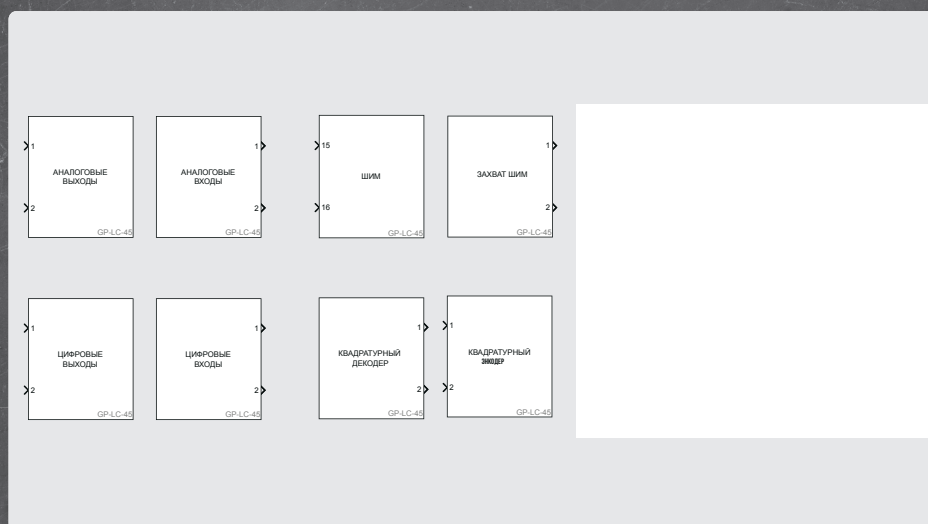 1
АНАЛОГОВЫЕ
ВЫХОДЫ
2
GP-LC-45
1
АНАЛОГОВЫЕ
ВХОДЫ
2
GP-LC-45
15
ШИМ
16
GP-LC-45
1
ЗАХВАТ ШИМ
2
GP-LC-45
1
ЦИФРОВЫЕ
ВЫХОДЫ
2
GP-LC-45
1
ЦИФРОВЫЕ
ВХОДЫ
2
GP-LC-45
1
КВАДРАТУРНЫЙ
ДЕКОДЕР
2
GP-LC-45
1
КВАДРАТУРНЫЙ
ЭНКОДЕР
2
GP-LC-45